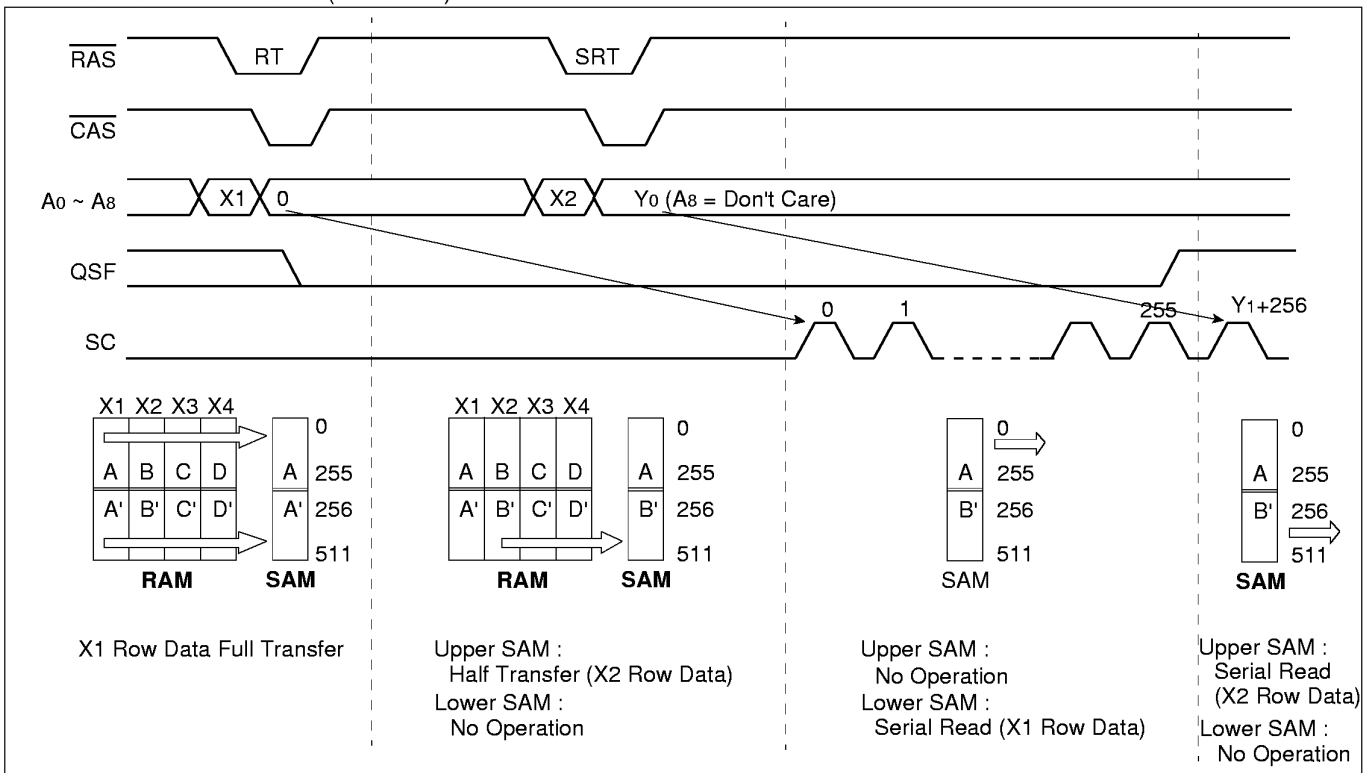 RAS
RT
SRT
CAS
A0 ~ A8
X1
0
X2
Y0 (A8 = Don't Care)
QSF
SC
0
1
255
Y1+256
X1 X2 X3 X4
0
A B C D
A
255
A' B' C' D'
A'
256
511
RAM
SAM
X1 X2 X3 X4
0
A B C D
A
255
A' B' C' D'
B'
256
511
RAM
SAM
0
A
255
B'
256
511
SAM
0
A
255
B'
256
511
SAM
X1 Row Data Full Transfer
Upper SAM :
Half Transfer (X2 Row Data)
Lower SAM :
No Operation
Upper SAM :
No Operation
Lower SAM :
Serial Read (X1 Row Data)
Upper SAM :
Serial Read
(X2 Row Data)
Lower SAM :
No Operation